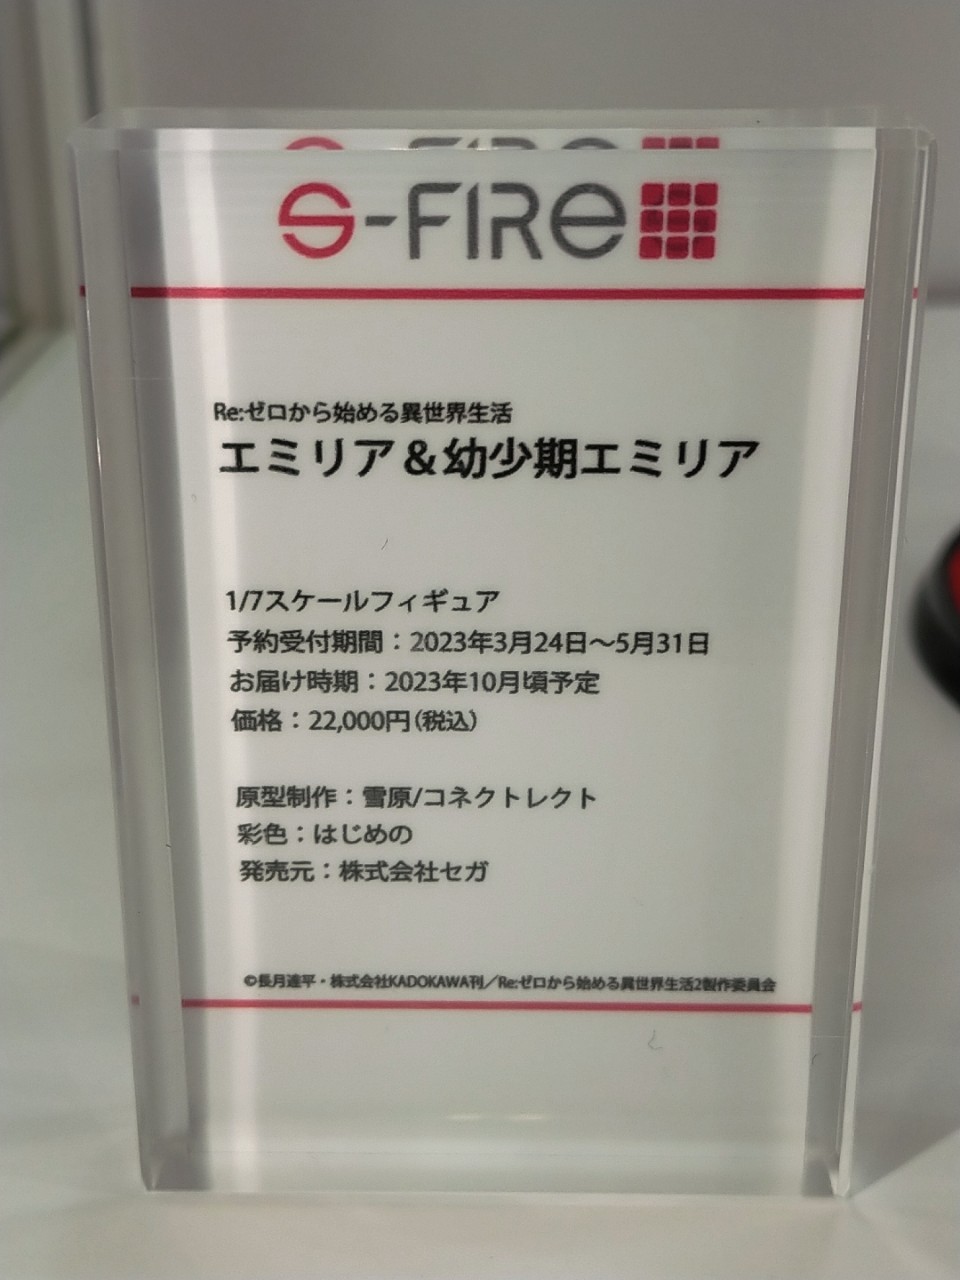 S-FIRE
Re:ゼロから始める異世界生活
エミリア＆幼少期エミリア
1/7スケールフィギュア
予約受付期間：2023年3月24日～5月31日
お届け時期：2023年10月頃予定
価格：22,000円（税込）
原型制作：雪原/コネクトレクト
彩色：はじめの
発売元：株式会社セガ
©長月達平・株式会社KADOKAWA刊／Re:ゼロから始める異世界生活2製作委員会